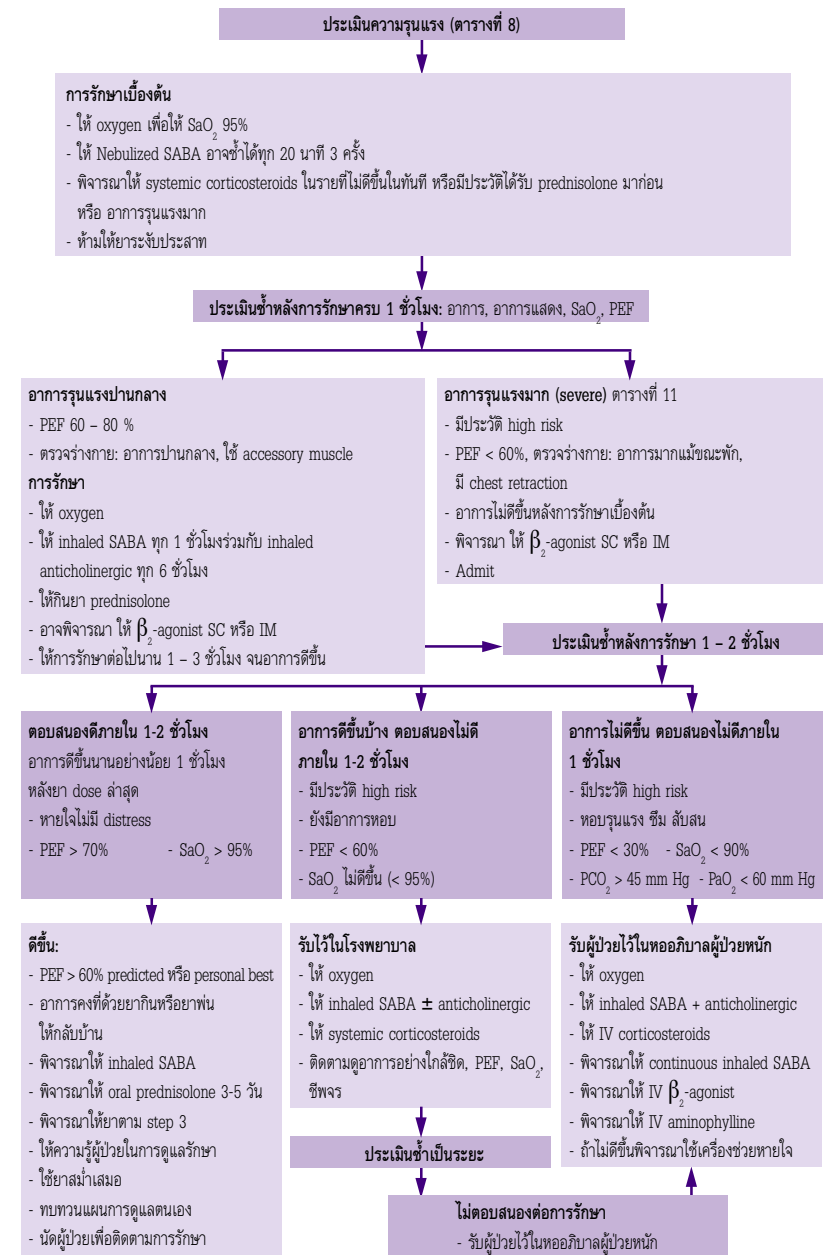 ประเมินความรุนแรง (ตารางที่ 8)
การรักษาเบื้องต้น
- ให้ oxygen เพื่อให้ SaO₂ 95%
- ให้ Nebulized SABA อาจซ้ำได้ทุก 20 นาที 3 ครั้ง
- พิจารณาให้ systemic corticosteroids ในรายที่ไม่ดีขึ้นในทันที หรือมีประวัติได้รับ prednisolone มาก่อน
หรือ อาการรุนแรงมาก
- ห้ามให้ยาระงับประสาท
ประเมินซ้ำหลังการรักษาครบ 1 ชั่วโมง: อาการ, อาการแสดง, SaO₂, PEF
อาการรุนแรงปานกลาง
- PEF 60 – 80 %
- ตรวจร่างกาย: อาการปานกลาง, ใช้ accessory muscle
การรักษา
- ให้ oxygen
- ให้ inhaled SABA ทุก 1 ชั่วโมงร่วมกับ inhaled
anticholinergic ทุก 6 ชั่วโมง
- ให้กินยา prednisolone
- อาจพิจารณา ให้ β₂-agonist SC หรือ IM
- ให้การรักษาต่อไปนาน 1 – 3 ชั่วโมง จนอาการดีขึ้น
อาการรุนแรงมาก (severe) ตารางที่ 11
- มีประวัติ high risk
- PEF < 60%, ตรวจร่างกาย: อาการมากแม้ขณะพัก,
มี chest retraction
- อาการไม่ดีขึ้นหลังการรักษาเบื้องต้น
- พิจารณา ให้ β₂-agonist SC หรือ IM
- Admit
ประเมินซ้ำหลังการรักษา 1 – 2 ชั่วโมง
ตอบสนองดีภายใน 1-2 ชั่วโมง
อาการดีขึ้นนานอย่างน้อย 1 ชั่วโมง
หลังยา dose ล่าสุด
- หายใจไม่มี distress
- PEF > 70% - SaO₂ > 95%
อาการดีขึ้นบ้าง ตอบสนองไม่ดี
ภายใน 1-2 ชั่วโมง
- มีประวัติ high risk
- ยังมีอาการหอบ
- PEF < 60%
- SaO₂ ไม่ดีขึ้น (< 95%)
อาการไม่ดีขึ้น ตอบสนองไม่ดีภายใน
1 ชั่วโมง
- มีประวัติ high risk
- หอบรุนแรง ซึม สับสน
- PEF < 30% - SaO₂ < 90%
- PCO₂ > 45 mm Hg - PaO₂ < 60 mm Hg
ดีขึ้น:
- PEF > 60% predicted หรือ personal best
- อาการคงที่ด้วยยากินหรือยาพ่น
ให้กลับบ้าน
- พิจารณาให้ inhaled SABA
- พิจารณาให้ oral prednisolone 3-5 วัน
- พิจารณาให้ยาตาม step 3
- ให้ความรู้ผู้ป่วยในการดูแลรักษา
- ใช้ยาสม่ำเสมอ
- ทบทวนแผนการดูแลตนเอง
- นัดผู้ป่วยเพื่อติดตามการรักษา
รับไว้ในโรงพยาบาล
- ให้ oxygen
- ให้ inhaled SABA ± anticholinergic
- ให้ systemic corticosteroids
- ติดตามดูอาการอย่างใกล้ชิด, PEF, SaO₂,
ชีพจร
รับผู้ป่วยไว้ในหออภิบาลผู้ป่วยหนัก
- ให้ oxygen
- ให้ inhaled SABA + anticholinergic
- ให้ IV corticosteroids
- พิจารณาให้ continuous inhaled SABA
- พิจารณาให้ IV β₂-agonist
- พิจารณาให้ IV aminophylline
- ถ้าไม่ดีขึ้นพิจารณาใช้เครื่องช่วยหายใจ
ประเมินซ้ำเป็นระยะ
ไม่ตอบสนองต่อการรักษา
- รับผู้ป่วยไว้ในหออภิบาลผู้ป่วยหนัก